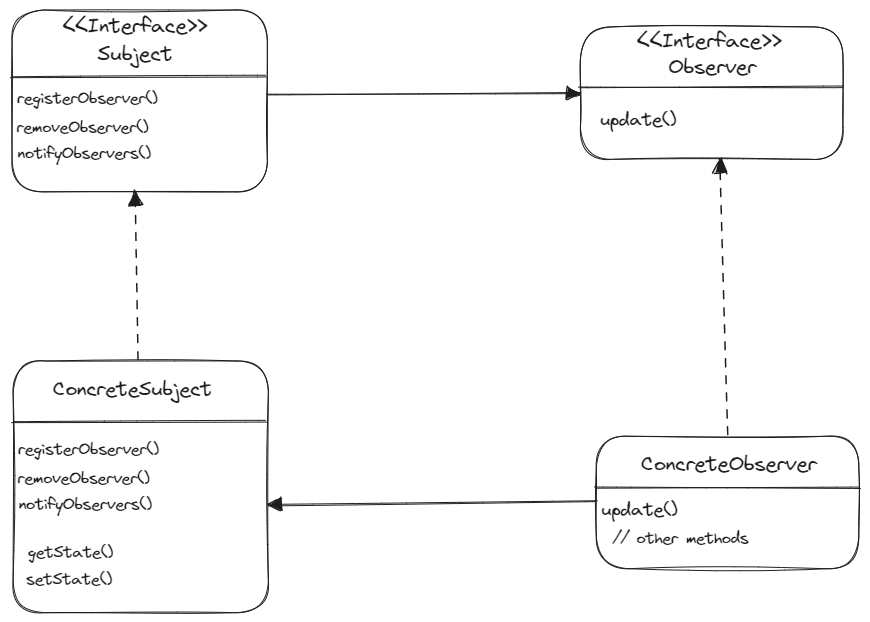 <<Interface>>
Subject
registerObserver()
removeObserver()
notifyObservers()
<<Interface>>
Observer
update()
ConcreteSubject
registerObserver()
removeObserver()
notifyObservers()
getState()
setState()
ConcreteObserver
update()
// other methods